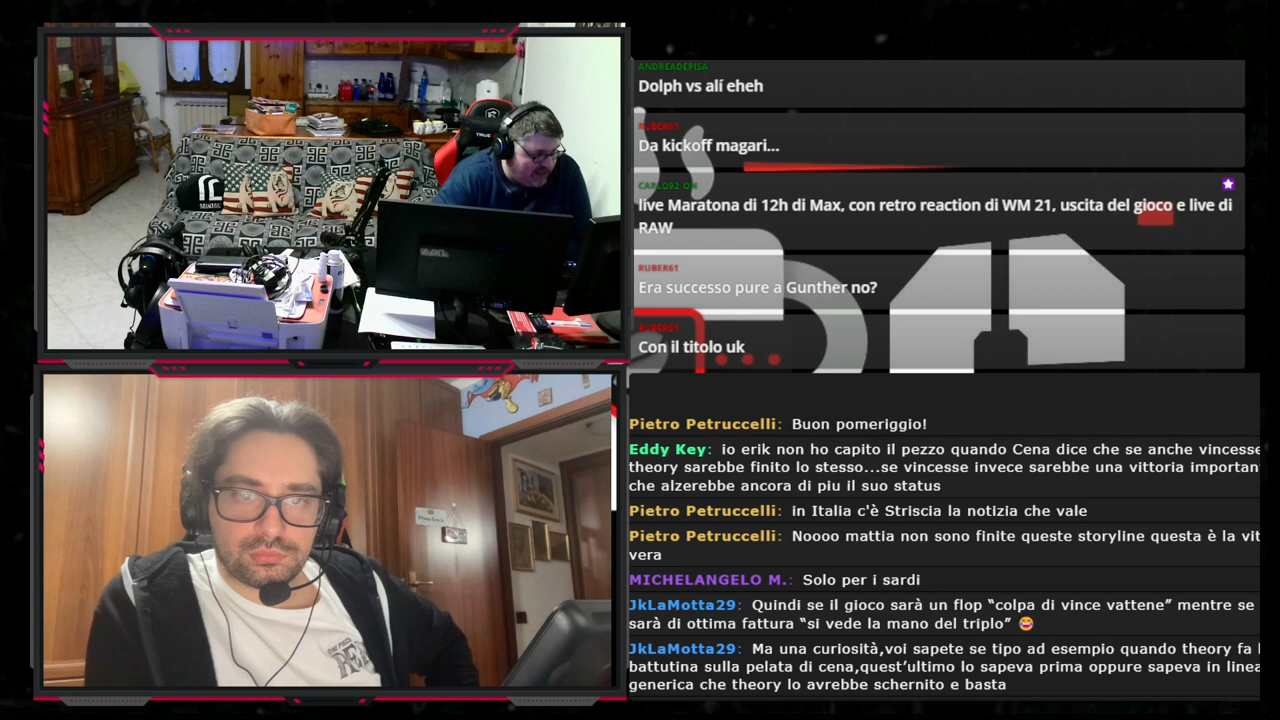 ANDREADEPISA
Dolph vs alí eheh
RUBER61
Da kickoff magari...
CARLO92 ON
live Maratona di 12h di Max, con retro reaction di WM 21, uscita del gioco e live di
RAW
RUBER61
Era successo pure a Gunther no?
RUBER61
Con il titolo uk
TRUE
Pietro Petruccelli: Buon pomeriggio!
Eddy Key: io erik non ho capito il pezzo quando Cena dice che se anche vincesse
theory sarebbe finito lo stesso...se vincesse invece sarebbe una vittoria importan
che alzerebbe ancora di piu il suo status
Pietro Petruccelli: in Italia c'è Striscia la notizia che vale
Pietro Petruccelli: Noooo mattia non sono finite queste storyline questa è la vit
vera
MICHELANGELO M.: Solo per i sardi
JkLaMotta29: Quindi se il gioco sarà un flop “colpa di vince vattene” mentre se
sarà di ottima fattura “si vede la mano del triplo” 😂
JkLaMotta29: Ma una curiosità,voi sapete se tipo ad esempio quando theory fa
battutina sulla pelata di cena,quest’ultimo lo sapeva prima oppure sapeva in linea
generica che theory lo avrebbe schernito e basta